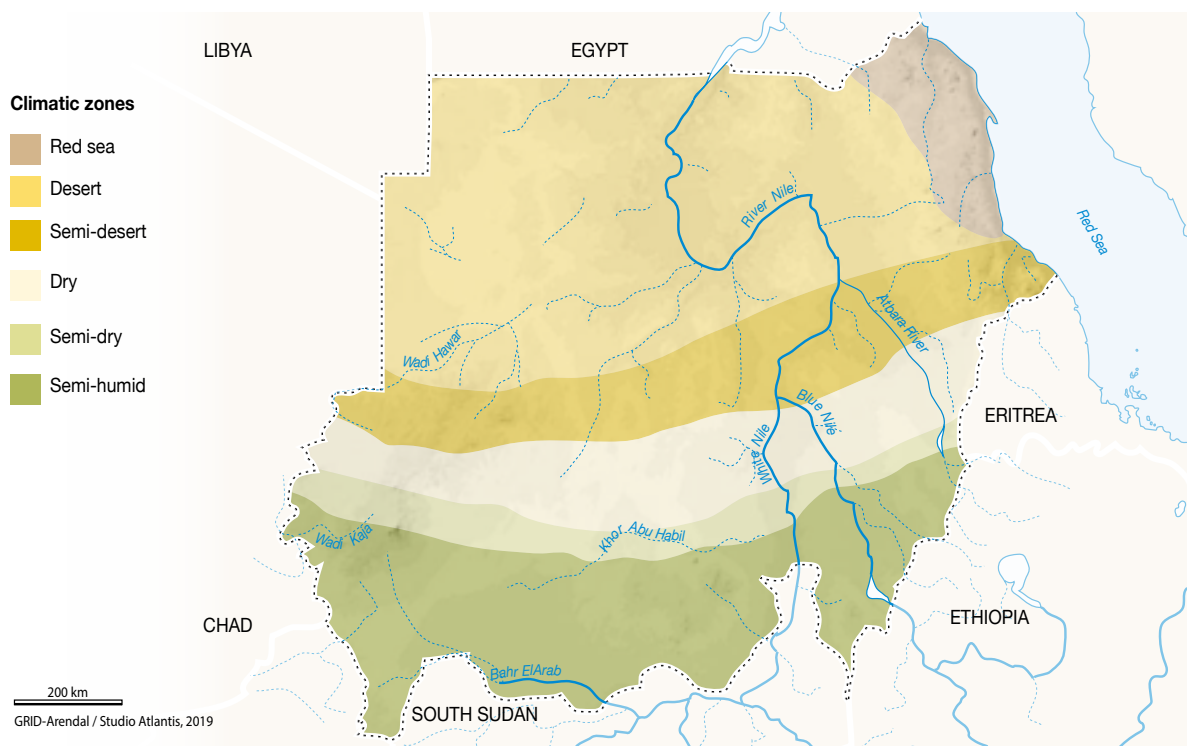 LIBYA
EGYPT
Climatic zones
Red sea
Desert
Semi-desert
Dry
Semi-dry
Semi-humid
River Nile
Red Sea
Atbara-River
Wadi Hawar
Blue Nile
White Nile
ERITREA
Khor Abu Habil
Wadi Kaja
CHAD
ETHIOPIA
Bahr ElArab
SOUTH SUDAN
200 km
GRID-Arendal / Studio Atlantis, 2019